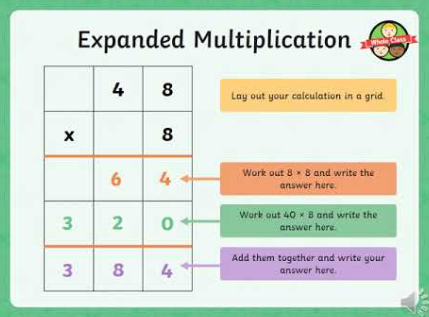 Expanded Multiplication
Whole Class
4 8
Lay out your calculation in a grid.
x 8
6 4
Work out 8 × 8 and write the
answer here.
3 2 0
Work out 40 × 8 and write the
answer here.
3 8 4
Add them together and write your
answer here.